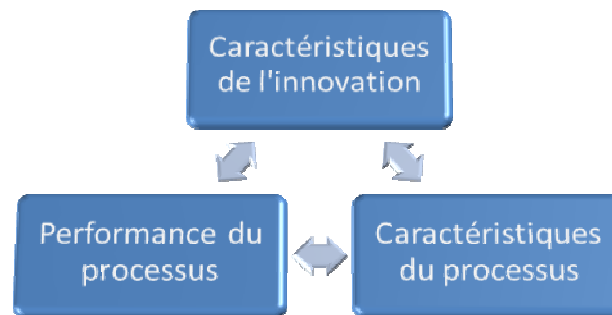 Caractéristiques
de l'innovation
Performance du
processus
Caractéristiques
du processus